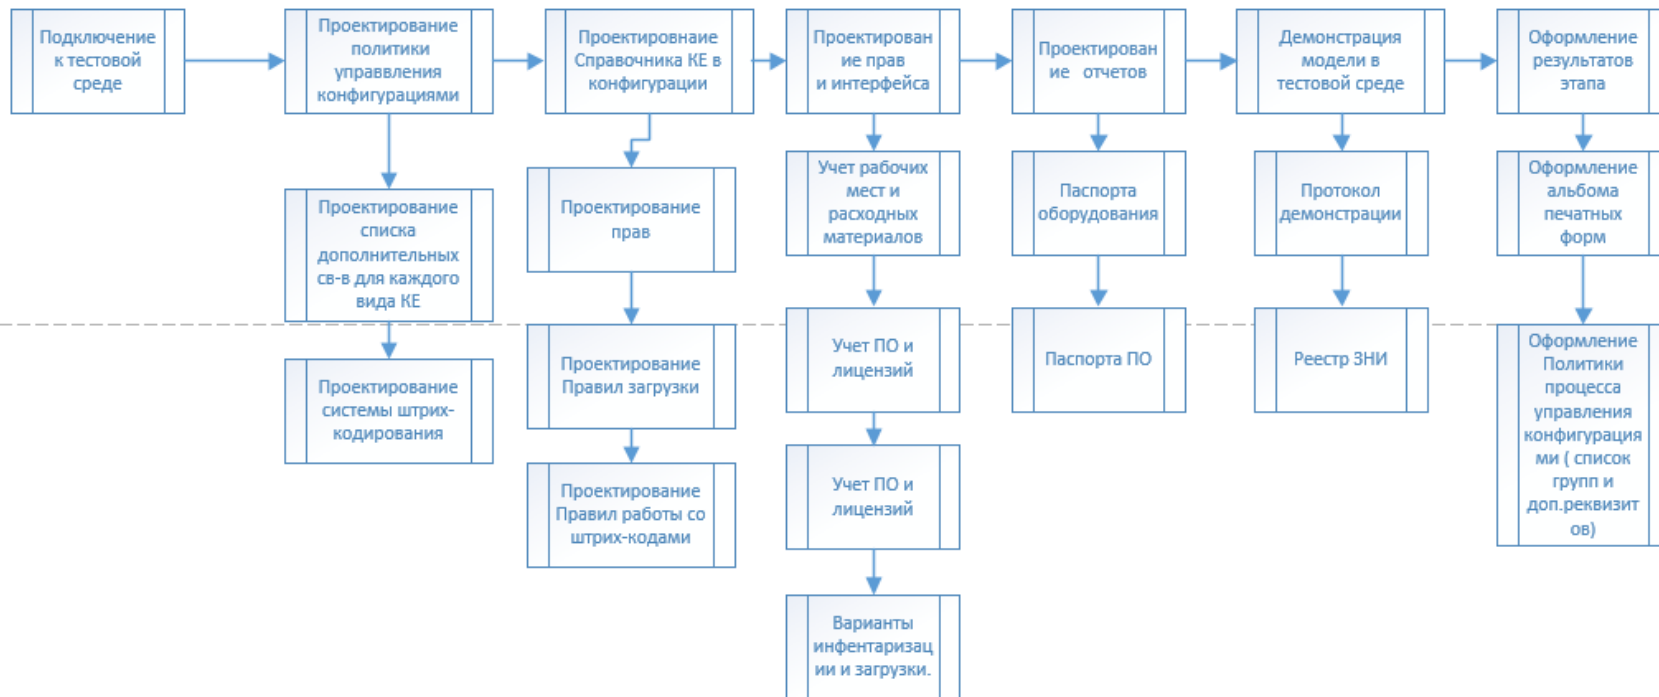 Подключение
к тестовой
среде
Проектирование
политики
управвления
конфигурациями
Проектировнаие
Справочника КЕ в
конфигурации
Проектирован
ие прав
и интерфейса
Проектирован
ие отчетов
Демонстрация
модели в
тестовой среде
Оформление
результатов
этапа
Проектирование
списка
дополнительных
св-в для каждого
вида КЕ
Проектирование
прав
Учет рабочих
мест и
расходных
материалов
Паспорта
оборудования
Протокол
демонстрации
Оформление
альбома
печатных
форм
Проектирование
системы штрих-
кодирования
Проектирование
Правил загрузки
Учет ПО и
лицензий
Паспорта ПО
Реестр ЗНИ
Оформление
Политики
процесса
управления
конфигурация
ми ( список
групп и
доп.реквизит
ов)
Проектирование
Правил работы со
штрих-кодами
Учет ПО и
лицензий
Варианты
инфентаризац
ии и загрузки.